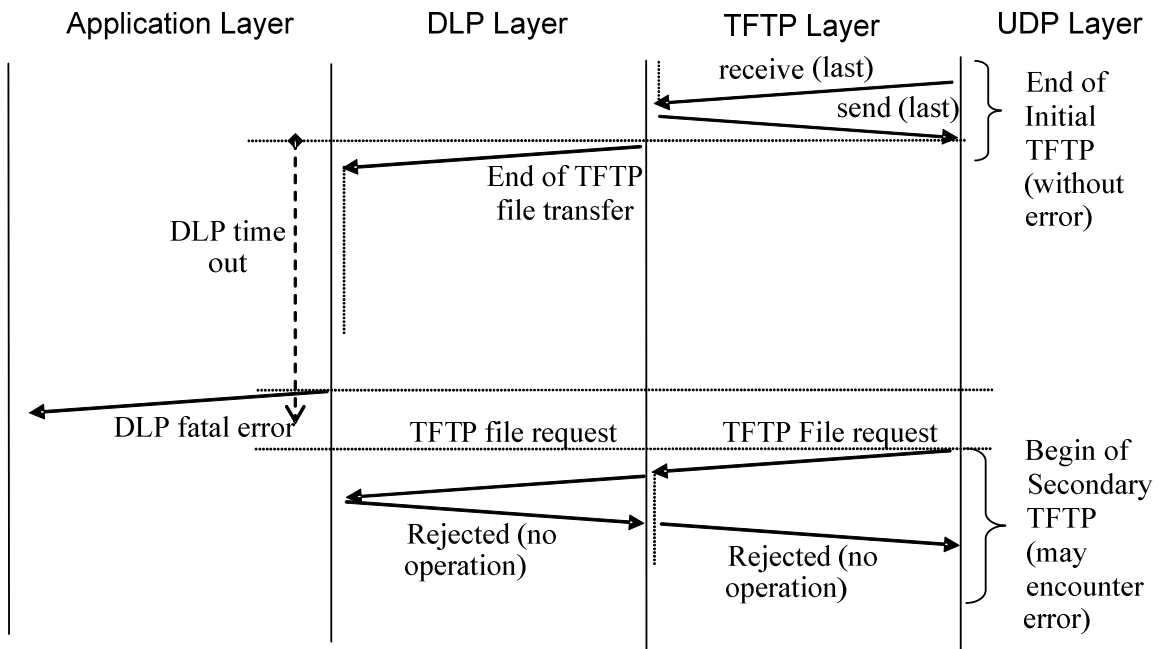 Application Layer
DLP Layer
TFTP Layer
UDP Layer
receive (last)
send (last)
End of
Initial
TFTP
(without
error)
End of TFTP
file transfer
DLP time
out
DLP fatal error
TFTP file request
TFTP File request
Begin of
Secondary
TFTP
(may
encounter
error)
Rejected (no
operation)
Rejected (no
operation)